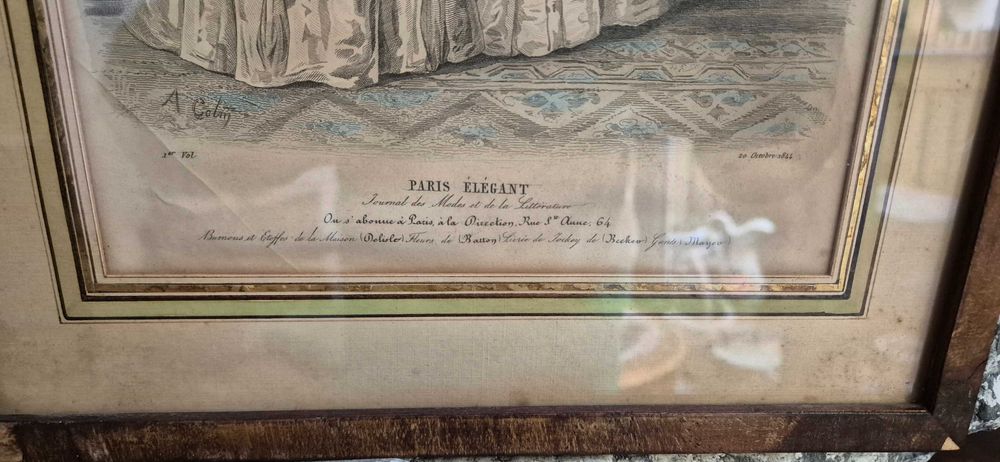 A Colin
1er Vol.
20 Octobre 1844
PARIS ÉLÉGANT
Journal des Modes et de la Littérature
On s'abonne à Paris, à la Direction, Rue Ste Anne, 64
Burnous et Etoffes de la Maison (Delisle) Fleurs de (Batton) Livrée de Jockey de (Becker) Gants (Mayer)